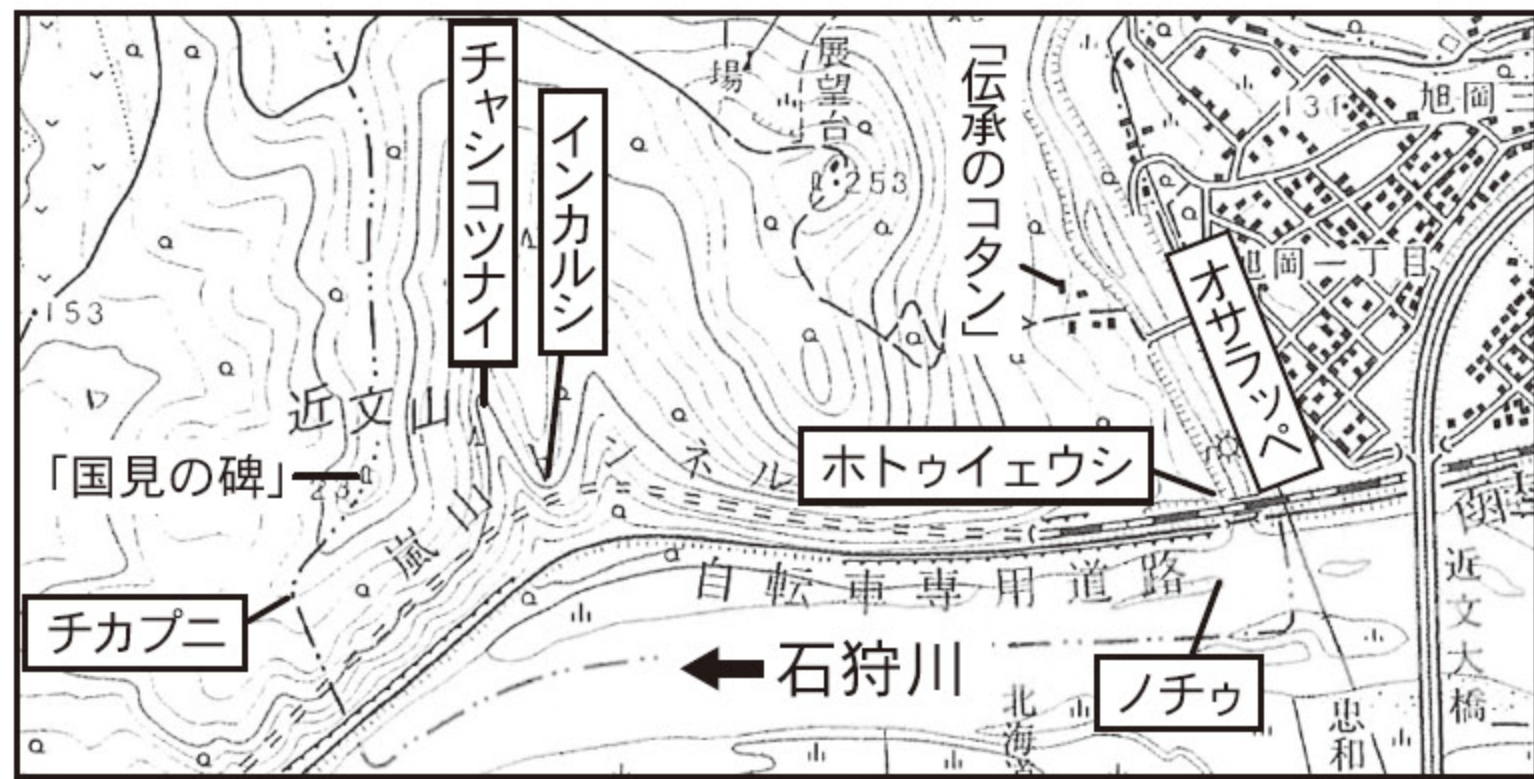 チャシコツナイ
インカルシ
場
展望台
253
「伝承のコタン」
131
旭岡三
旭岡一丁目
オサラッペ
153
近文山
「国見の碑」
ホトゥイェウシ
ンネル
嵐山
自転車専用道路
チカプニ
石狩川
ノチゥ
北海道
忠和
近文大橋
函